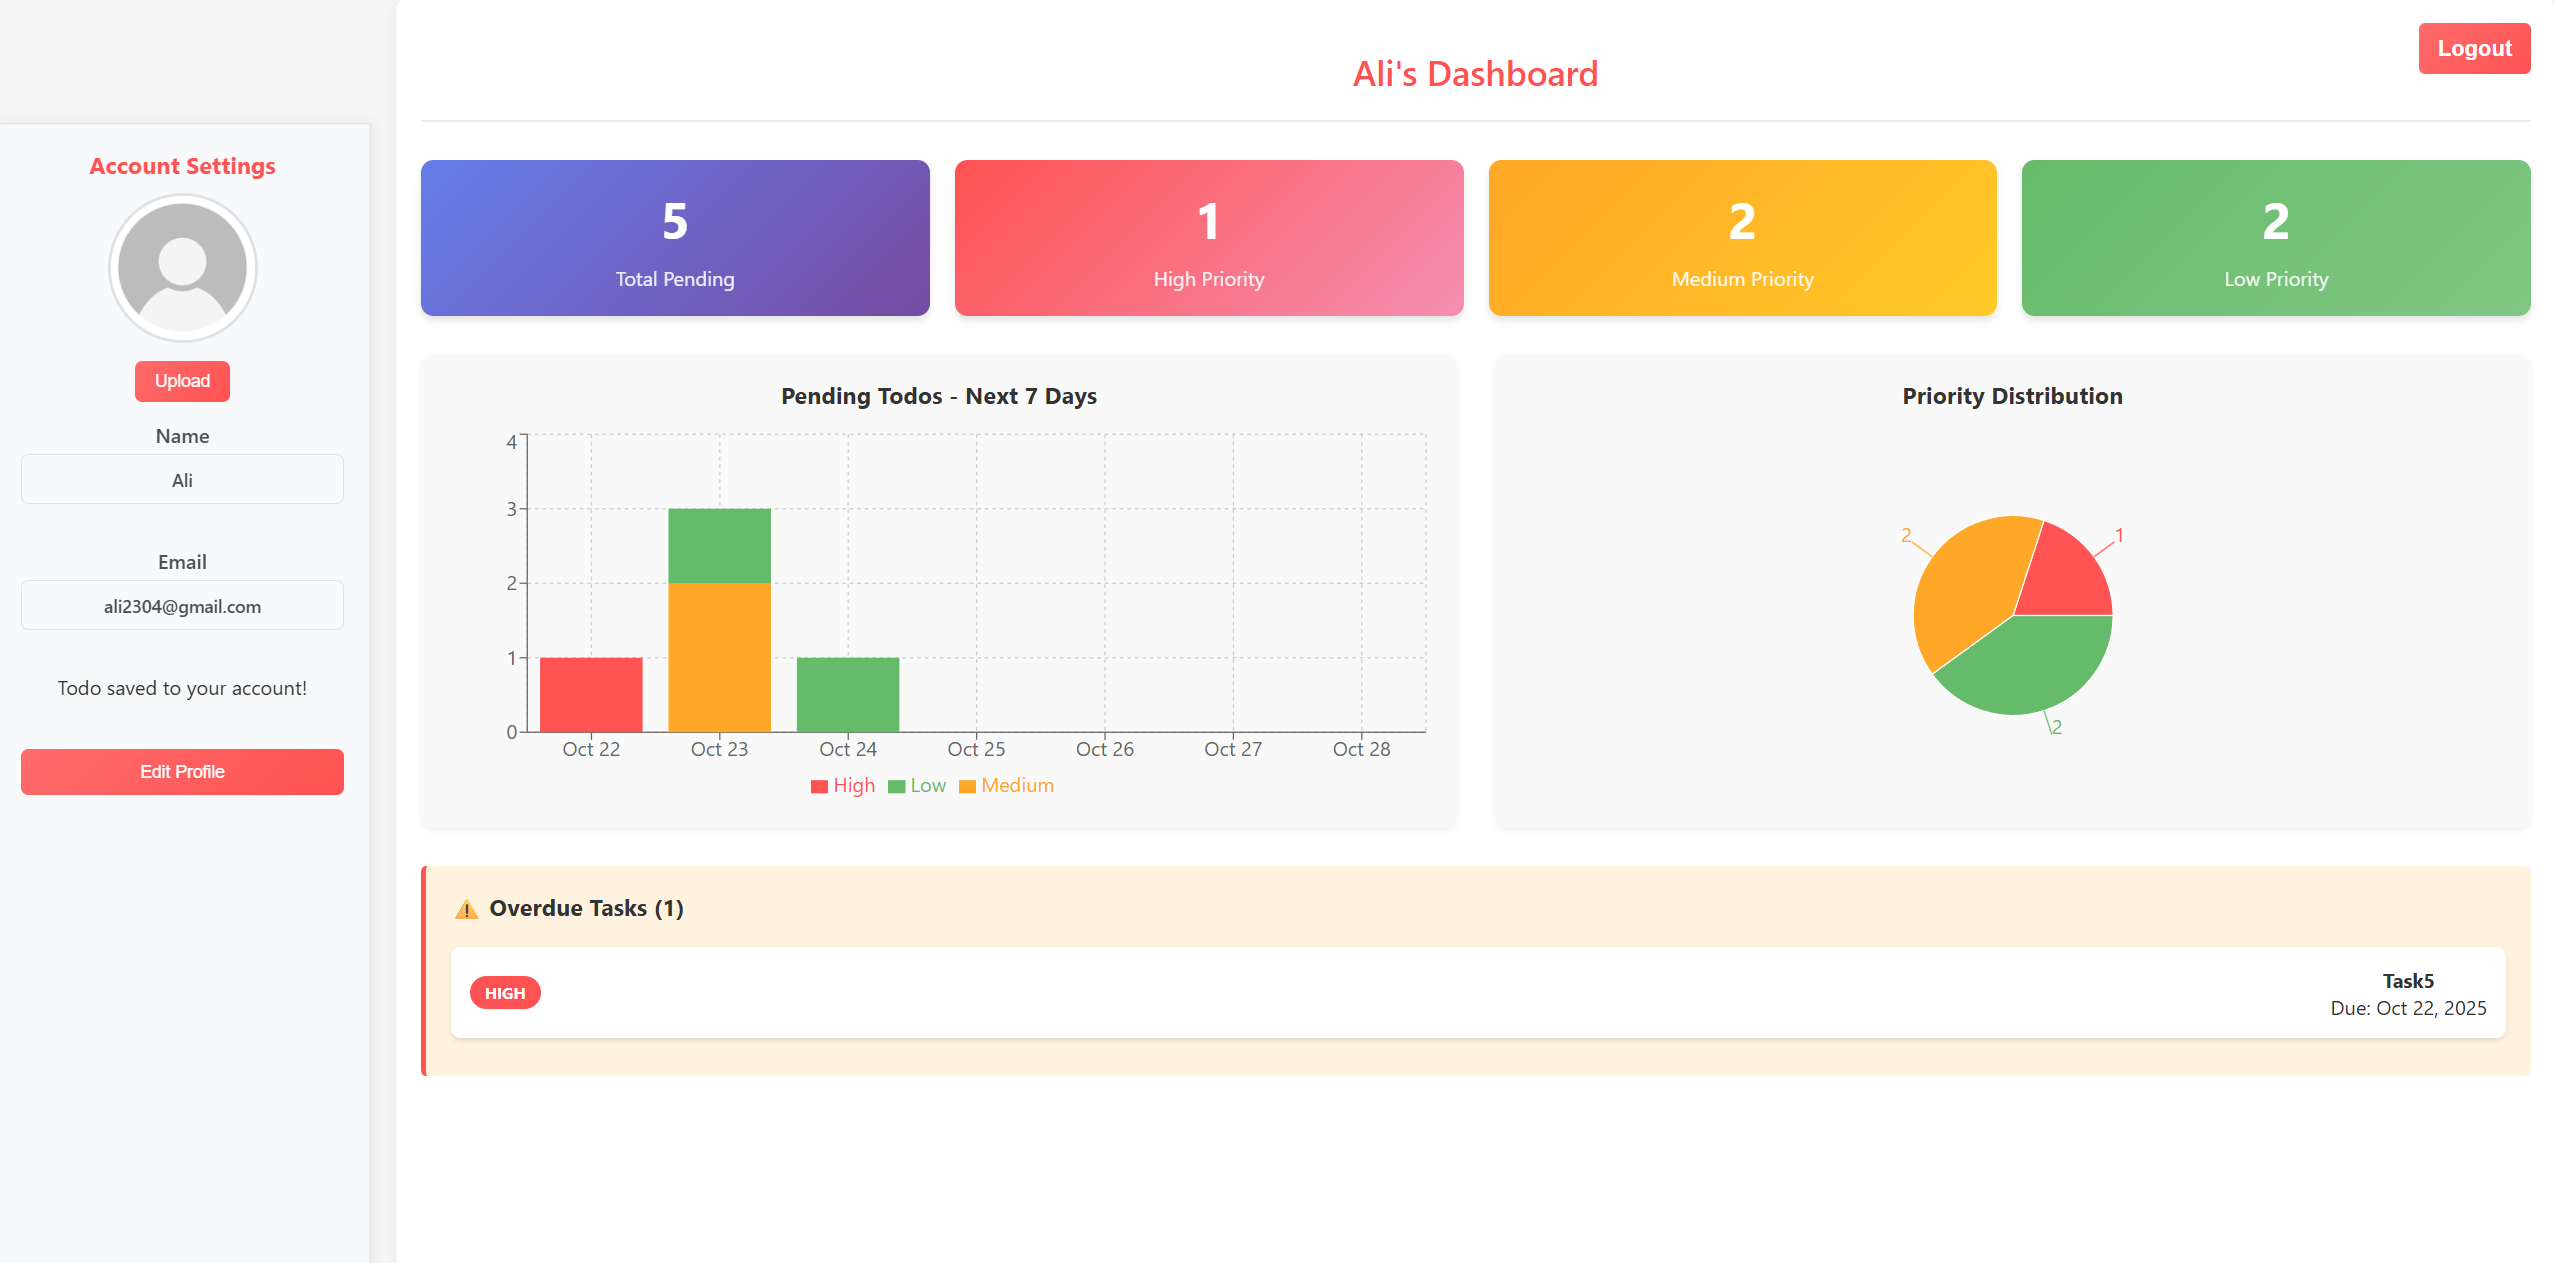 Logout
Ali's Dashboard
Account Settings
Upload
Name
Ali
Email
ali2304@gmail.com
Todo saved to your account!
Edit Profile
5
Total Pending
1
High Priority
2
Medium Priority
2
Low Priority
Pending Todos - Next 7 Days
4
3
2
1
0
Oct 22 Oct 23 Oct 24 Oct 25 Oct 26 Oct 27 Oct 28
High Low Medium
Priority Distribution
2
1
2
⚠️ Overdue Tasks (1)
HIGH
Task5
Due: Oct 22, 2025